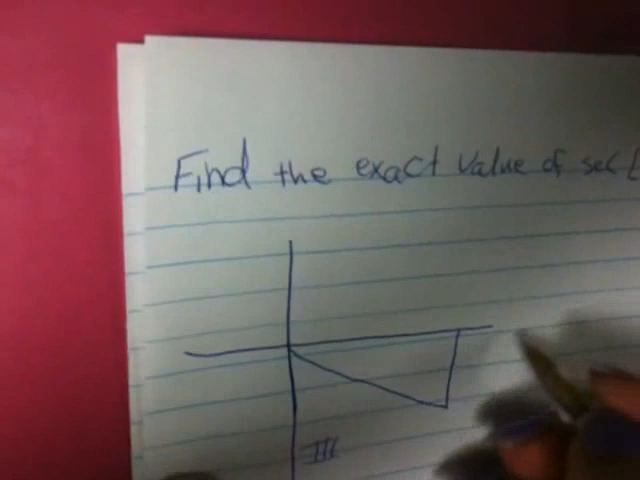 Find the exact value of sec
III